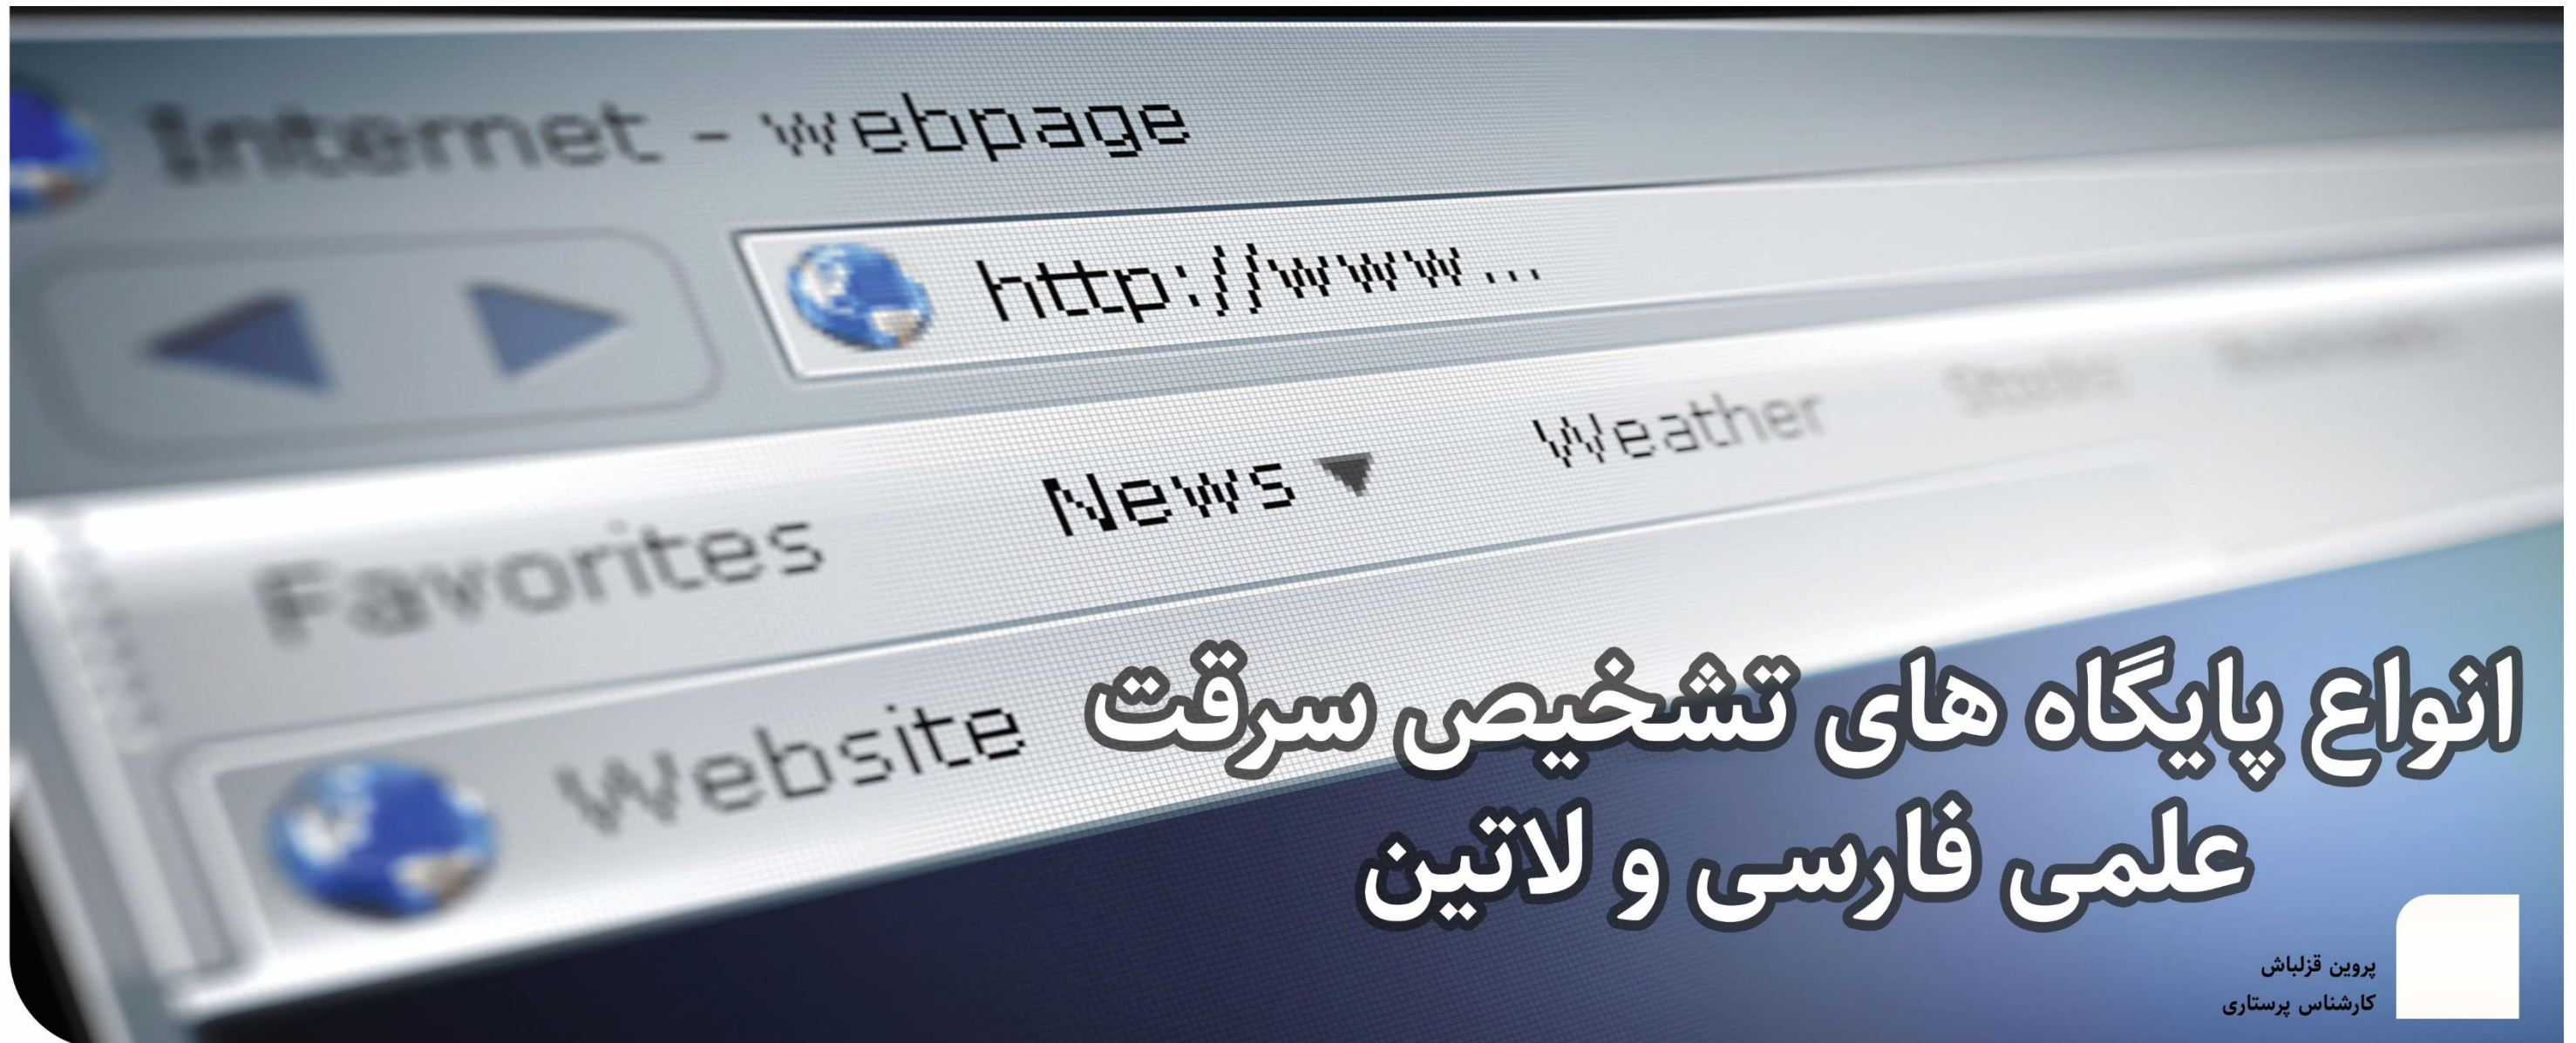 Internet - webpage
http://www...
Favorites News Weather
Website
انواع پایگاه های تشخیص سرقت
علمی فارسی و لاتین
پروین قزلباش
کارشناس پرستاری